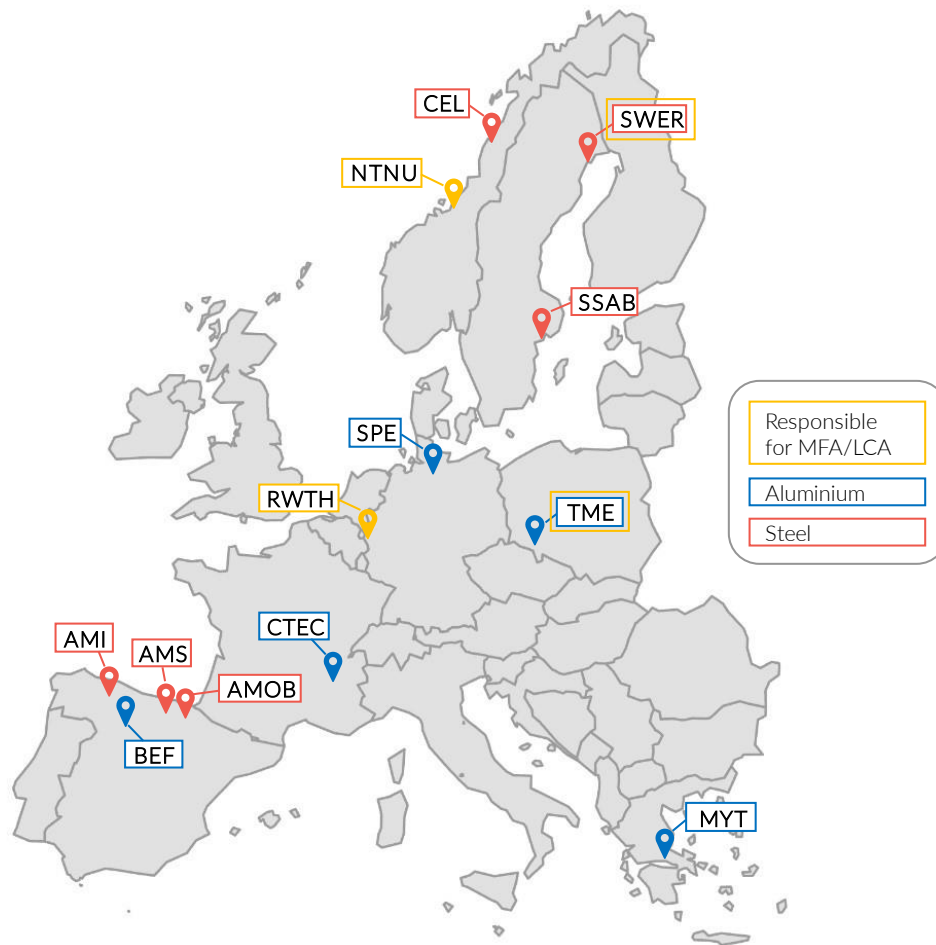 CEL
SWER
NTNU
SSAB
SPE
RWTH
TME
Responsible
for MFA/LCA
Aluminium
Steel
CTEC
AMI
AMS
AMOB
BEF
MYT